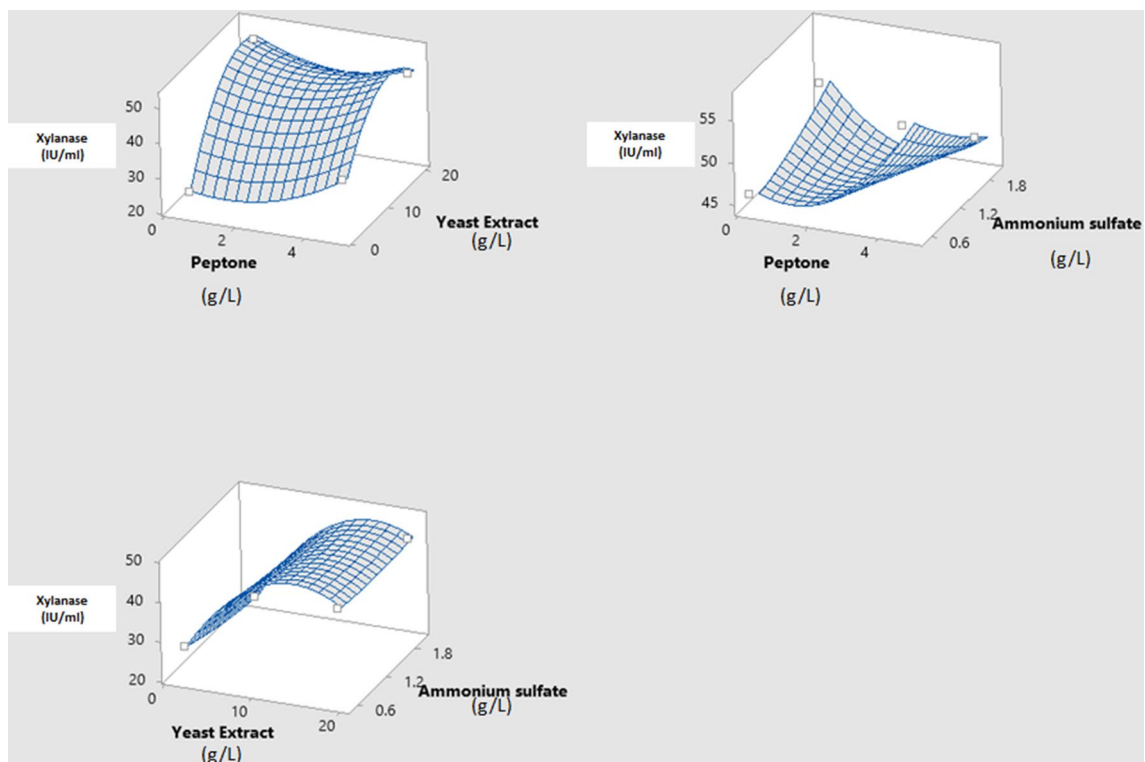 50
40
30
20
Xylanase
(IU/ml)
0
2
4
Peptone
(g/L)
0
10
20
Yeast Extract
(g/L)
55
50
45
Xylanase
(IU/ml)
0
2
4
Peptone
(g/L)
0.6
1.2
1.8
Ammonium sulfate
(g/L)
50
40
30
20
Xylanase
(IU/ml)
0
10
20
Yeast Extract
(g/L)
0.6
1.2
1.8
Ammonium sulfate
(g/L)